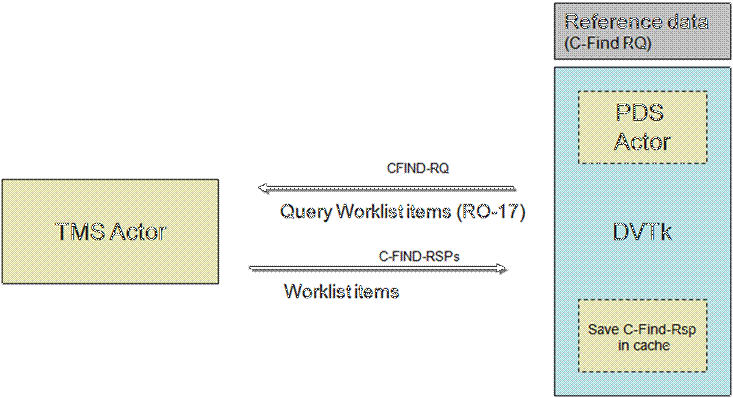 Reference data
(C-Find RQ)
PDS
Actor
CFIND-RQ
Query Worklist items (RO-17)
TMS Actor
DVTk
C-FIND-RSPs
Worklist items
Save C-Find-Rsp
in cache